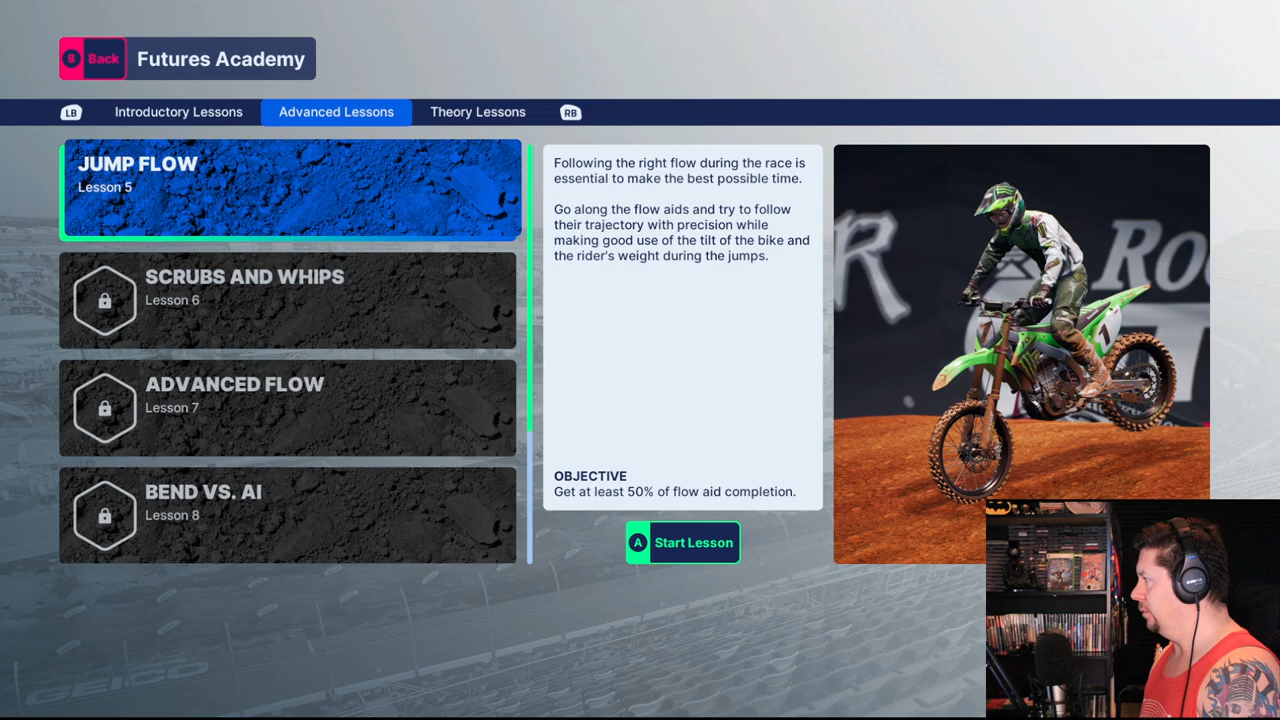 B Back Futures Academy
LB Introductory Lessons Advanced Lessons Theory Lessons RB
JUMP FLOW
Lesson 5
SCRUBS AND WHIPS
Lesson 6
ADVANCED FLOW
Lesson 7
BEND VS. AI
Lesson 8
Following the right flow during the race is
essential to make the best possible time.
Go along the flow aids and try to follow
their trajectory with precision while
making good use of the tilt of the bike and
the rider's weight during the jumps.
OBJECTIVE
Get at least 50% of flow aid completion.
A Start Lesson
R
Ro
1
GEICO